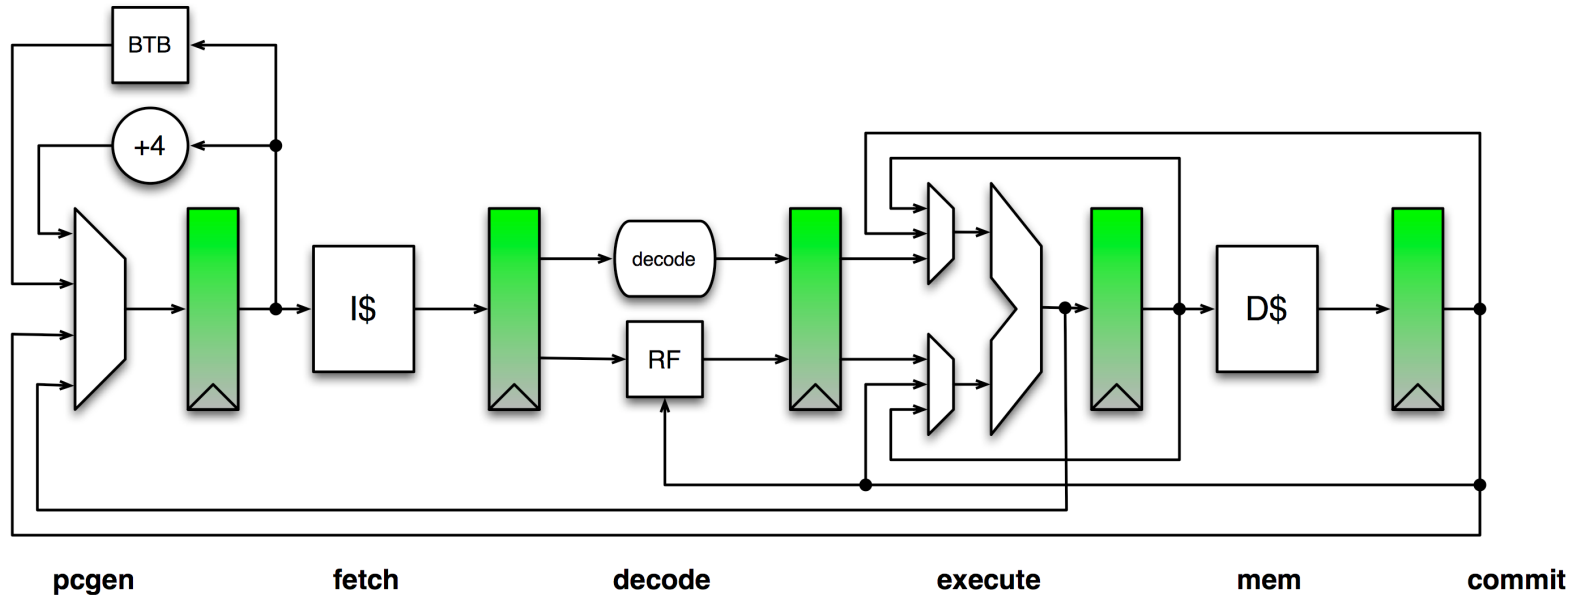 BTB
+4
I$
decode
RF
D$
pcgen fetch decode execute mem commit